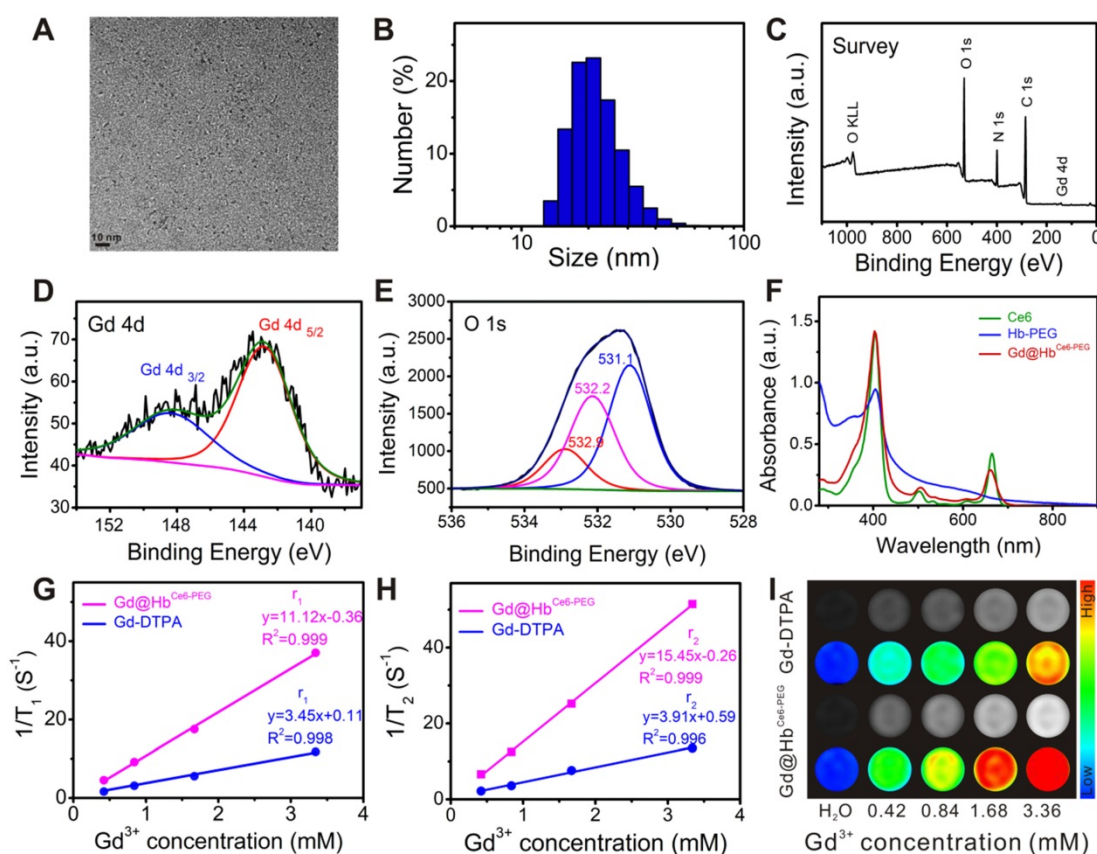 A
10 nm
B
Number (%)
20
10
0
10
100
Size (nm)
C
Survey
Intensity (a.u.)
O KLL
O 1s
N 1s
C 1s
Gd 4d
1000 800 600 400 200 0
Binding Energy (eV)
D
Gd 4d
Gd 4d 5/2
Gd 4d 3/2
Intensity (a.u.)
70
60
50
40
30
152 148 144 140
Binding Energy (eV)
E
O 1s
Intensity (a.u.)
3000
2500
2000
1500
1000
500
531.1
532.2
532.9
536 534 532 530 528
Binding Energy (eV)
F
Ce6
Hb-PEG
Gd@Hb^Ce6-PEG
Absorbance (a.u.)
1.5
1.0
0.5
0.0
400 600 800
Wavelength (nm)
G
Gd@Hb^Ce6-PEG
Gd-DTPA
r1
y=11.12x-0.36
R²=0.999
r1
y=3.45x+0.11
R²=0.998
1/T1 (S⁻¹)
40
20
0
0 1 2 3 4
Gd³⁺ concentration (mM)
H
Gd@Hb^Ce6-PEG
Gd-DTPA
r2
y=15.45x-0.26
R²=0.999
r2
y=3.91x+0.59
R²=0.996
1/T2 (S⁻¹)
40
20
0
0 1 2 3 4
Gd³⁺ concentration (mM)
I
Gd-DTPA
Gd@Hb^Ce6-PEG
High
Low
H₂O 0.42 0.84 1.68 3.36
Gd³⁺ concentration (mM)